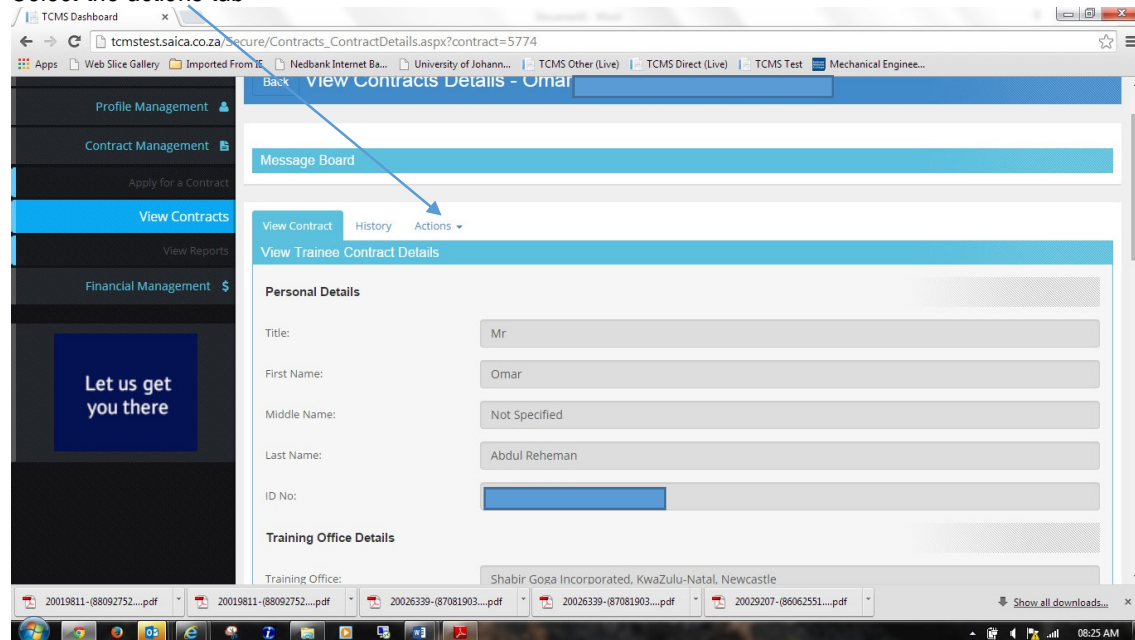 Select the actions tab
TCMS Dashboard ×
tcmstest.saica.co.za/Secure/Contracts_ContractDetails.aspx?contract=5774
Apps Web Slice Gallery Imported From IE Nedbank Internet Ba... University of Johann... TCMS Other (Live) TCMS Direct (Live) TCMS Test Mechanical Enginee...
Back View Contracts Details - Omar
Profile Management
Contract Management
Message Board
Apply for a Contract
View Contracts
View Contract History Actions
View Reports
View Trainee Contract Details
Financial Management $
Personal Details
Title: Mr
Let us get
you there
First Name: Omar
Middle Name: Not Specified
Last Name: Abdul Reheman
ID No:
Training Office Details
Training Office: Shabir Goga Incorporated, KwaZulu-Natal, Newcastle
20019811-(88092752....pdf 20019811-(88092752....pdf 20026339-(87081903....pdf 20026339-(87081903....pdf 20029207-(86062551....pdf Show all downloads... ×
08:25 AM